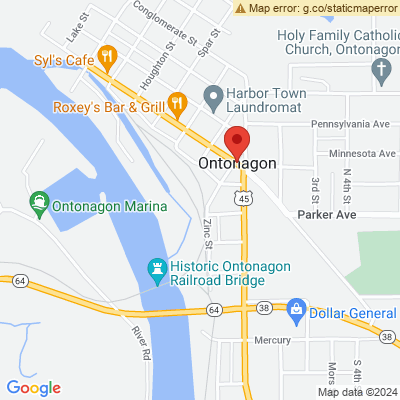 Map error: g.co/staticmaperror
Lake St
Conglomerate St
Houghton St
Spar St
Holy Family Catholic
Church, Ontonagon
Syl's Cafe
Harbor Town
Laundromat
Roxey's Bar & Grill
Pennsylvania Ave
Minnesota Ave
Ontonagon
3rd St
N 4th St
45
Ontonagon Marina
Parker Ave
Zinc St
Historic Ontonagon
Railroad Bridge
64
64
38
Dollar General
38
River Rd
Mercury
Mors
S 4th
Google
Map data ©2024